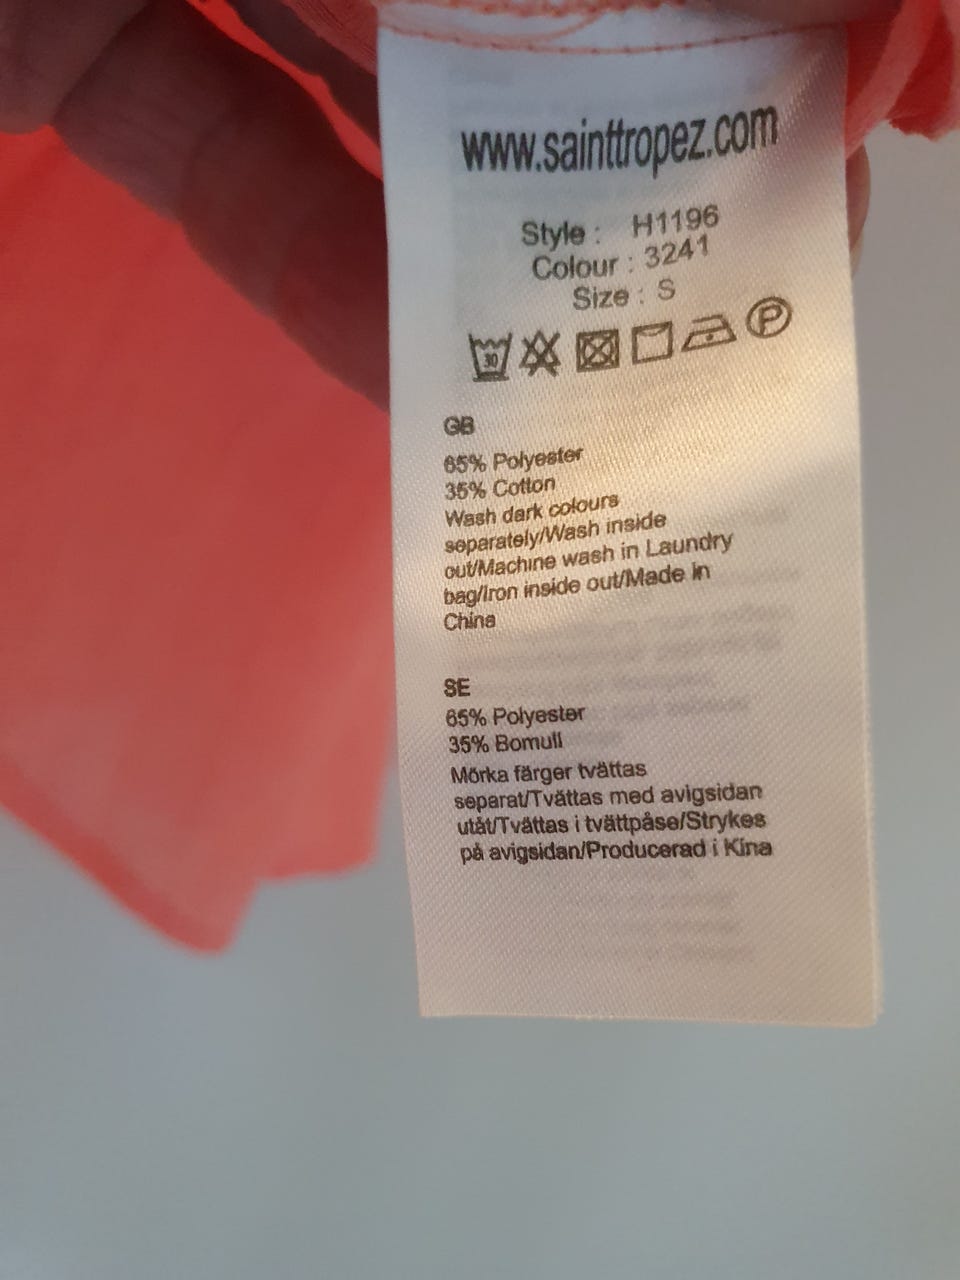 www.sainttropez.com
Style : H1196
Colour : 3241
Size : S
30 P
GB
65% Polyester
35% Cotton
Wash dark colours
separately/Wash inside
out/Machine wash in Laundry
bag/Iron inside out/Made in
China
SE
65% Polyester
35% Bomull
Mörka färger tvättas
separat/Tvättas med avigsidan
utåt/Tvättas i tvättpåse/Strykes
på avigsidan/Producerad i Kina